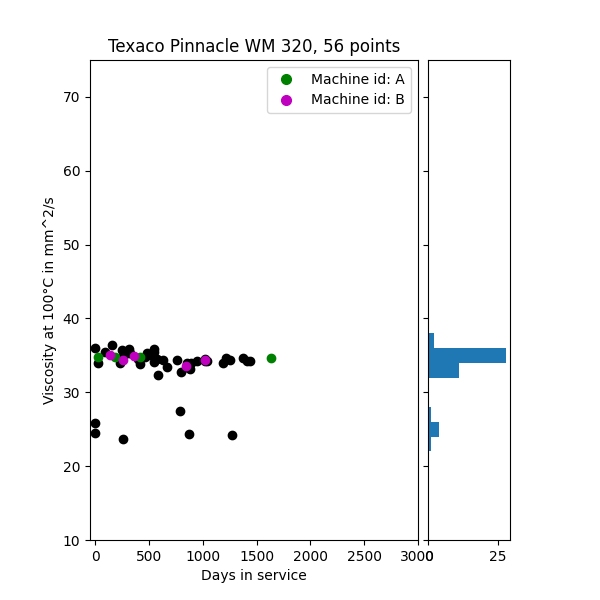 Texaco Pinnacle WM 320, 56 points
Machine id: A
Machine id: B
Viscosity at 100°C in mm^2/s
70
60
50
40
30
20
10
0 500 1000 1500 2000 2500 3000
0 25
Days in service